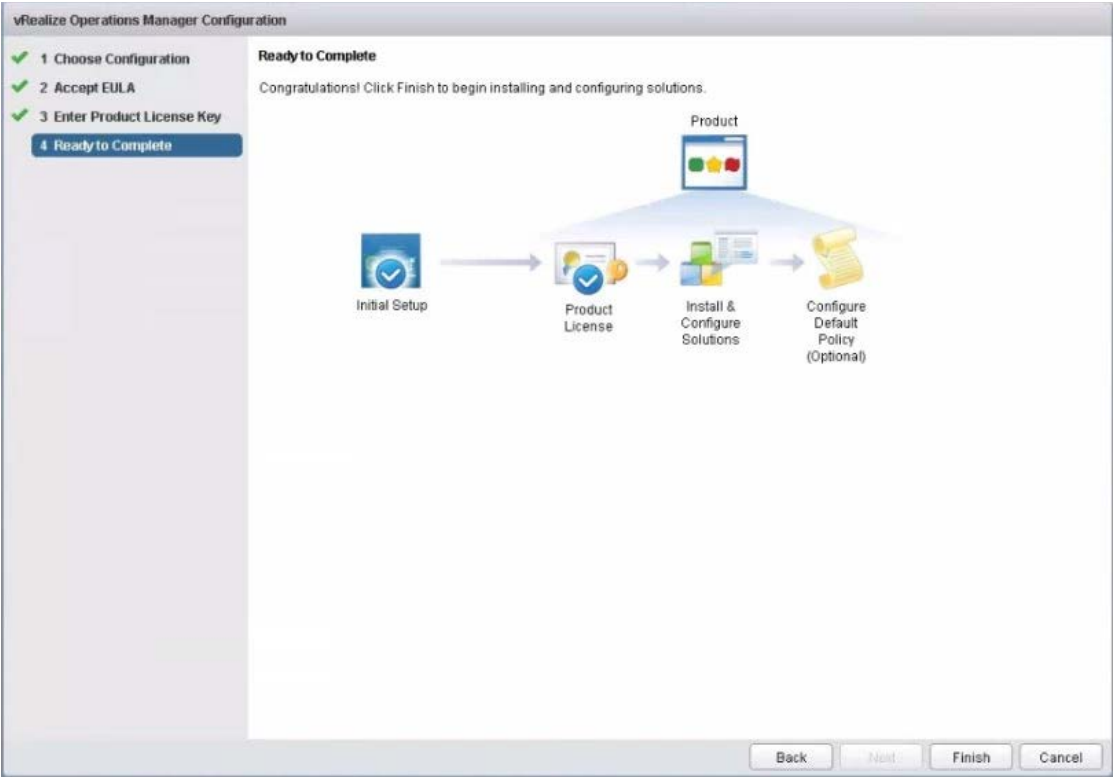 vRealize Operations Manager Configuration
1 Choose Configuration
2 Accept EULA
3 Enter Product License Key
4 Ready to Complete
Ready to Complete
Congratulations! Click Finish to begin installing and configuring solutions.
Product
Initial Setup
Product
License
Install &
Configure
Solutions
Configure
Default
Policy
(Optional)
Back
Next
Finish
Cancel